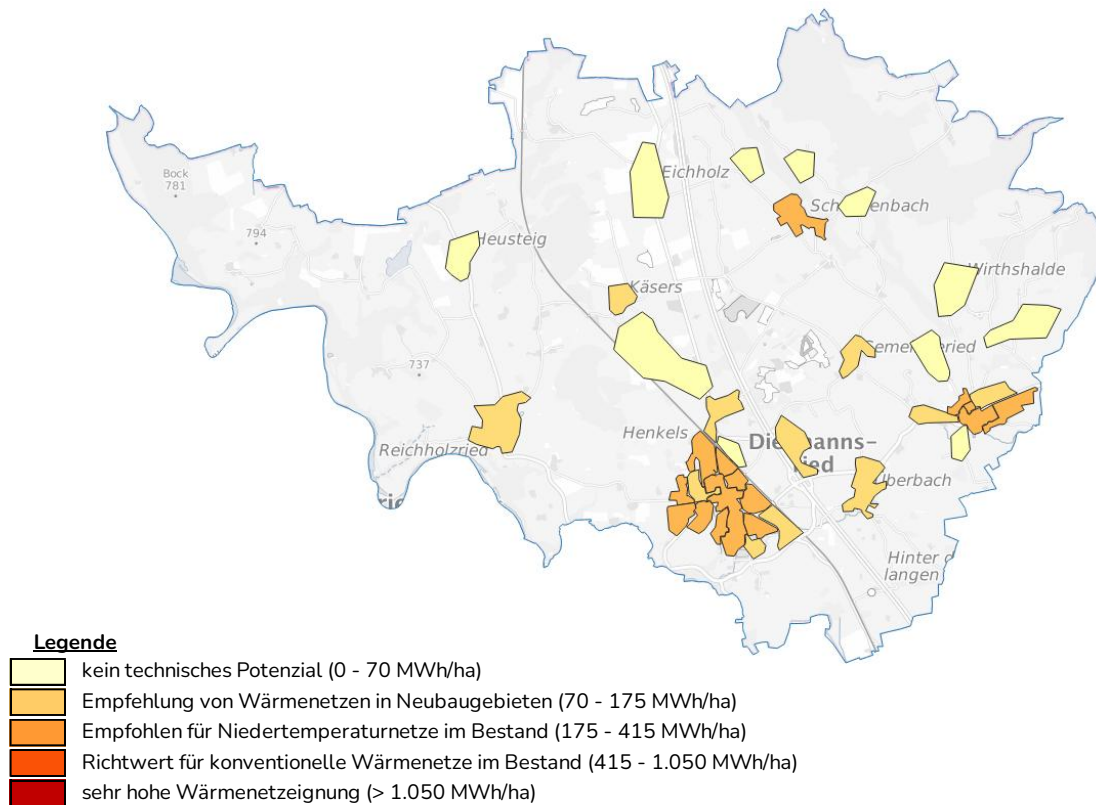 Bock
781
Eichholz
794
Heusteig
Wirthshalde
Käsers
737
Henkels
Reichholzried
Hinter
langen
Legende
kein technisches Potenzial (0 - 70 MWh/ha)
Empfehlung von Wärmenetzen in Neubaugebieten (70 - 175 MWh/ha)
Empfohlen für Niedertemperaturnetze im Bestand (175 - 415 MWh/ha)
Richtwert für konventionelle Wärmenetze im Bestand (415 - 1.050 MWh/ha)
sehr hohe Wärmenetzeignung (> 1.050 MWh/ha)